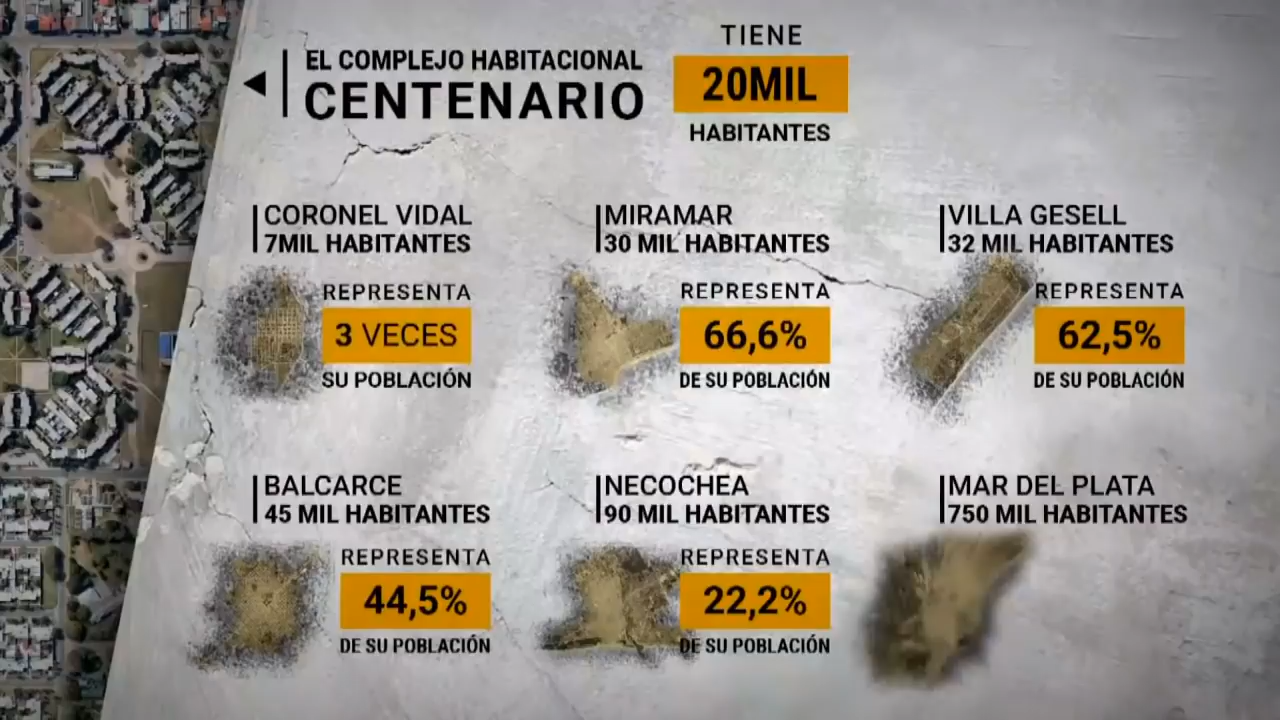 EL COMPLEJO HABITACIONAL
CENTENARIO
TIENE
20MIL
HABITANTES
CORONEL VIDAL
7MIL HABITANTES
REPRESENTA
3 VECES
SU POBLACIÓN
MIRAMAR
30 MIL HABITANTES
REPRESENTA
66,6%
DE SU POBLACIÓN
VILLA GESELL
32 MIL HABITANTES
REPRESENTA
62,5%
DE SU POBLACIÓN
BALCARCE
45 MIL HABITANTES
REPRESENTA
44,5%
DE SU POBLACIÓN
NECOCHEA
90 MIL HABITANTES
REPRESENTA
22,2%
DE SU POBLACIÓN
MAR DEL PLATA
750 MIL HABITANTES